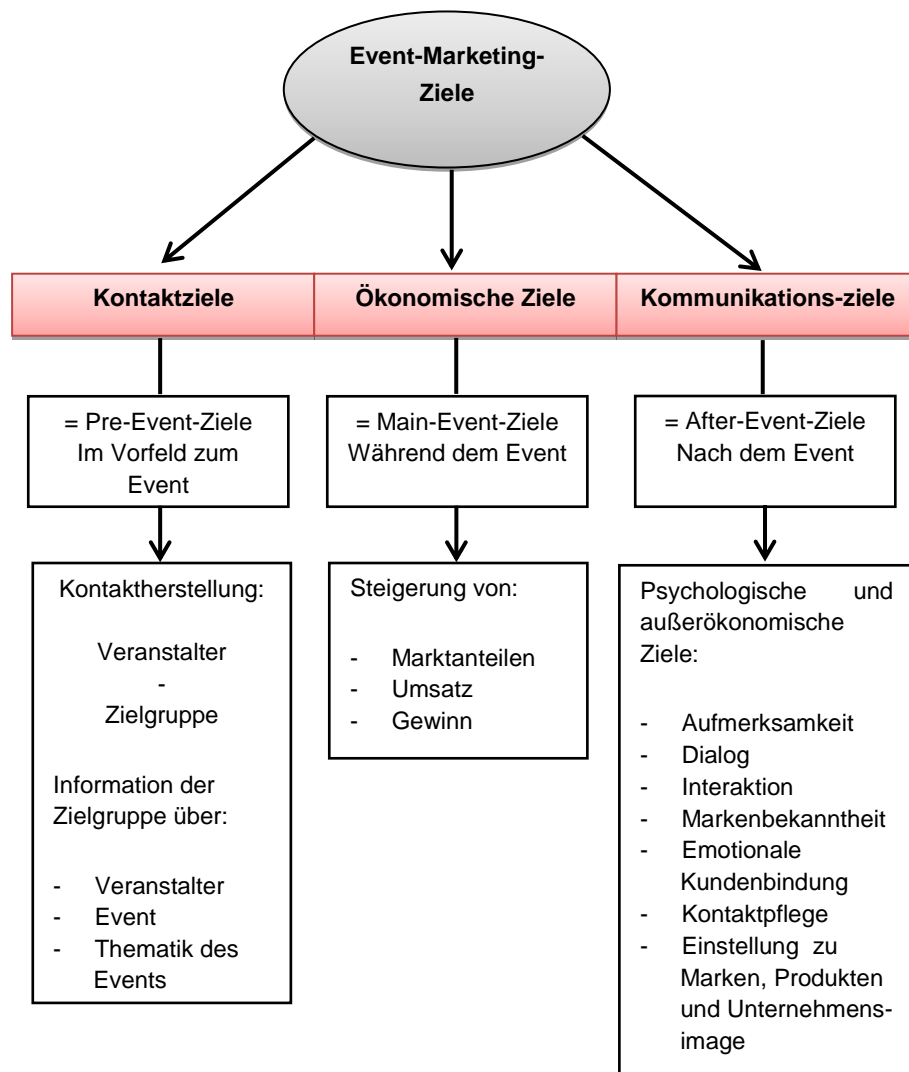 Event-Marketing-
Ziele
Kontaktziele
Ökonomische Ziele
Kommunikations-ziele
= Pre-Event-Ziele
Im Vorfeld zum
Event
= Main-Event-Ziele
Während dem Event
= After-Event-Ziele
Nach dem Event
Kontaktherstellung:
Veranstalter
-
Zielgruppe
Information der
Zielgruppe über:
- Veranstalter
- Event
- Thematik des
Events
Steigerung von:
- Marktanteilen
- Umsatz
- Gewinn
Psychologische und
außerökonomische
Ziele:
- Aufmerksamkeit
- Dialog
- Interaktion
- Markenbekanntheit
- Emotionale
Kundenbindung
- Kontaktpflege
- Einstellung zu
Marken, Produkten
und Unternehmens-
image